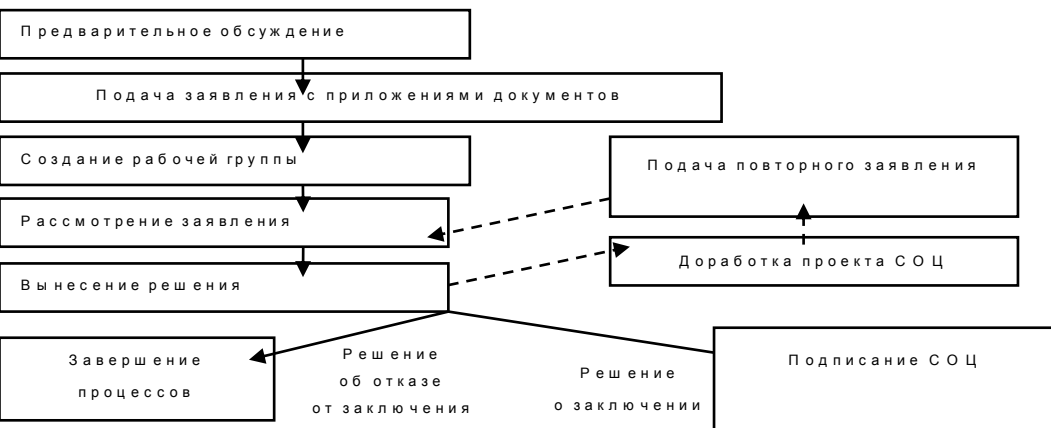 Предварительное обсуждение
Подача заявления с приложениями документов
Создание рабочей группы
Подача повторного заявления
Рассмотрение заявления
Доработка проекта СОЦ
Вынесение решения
Завершение
процессов
Решение
об отказе
от заключения
Решение
о заключении
Подписание СОЦ